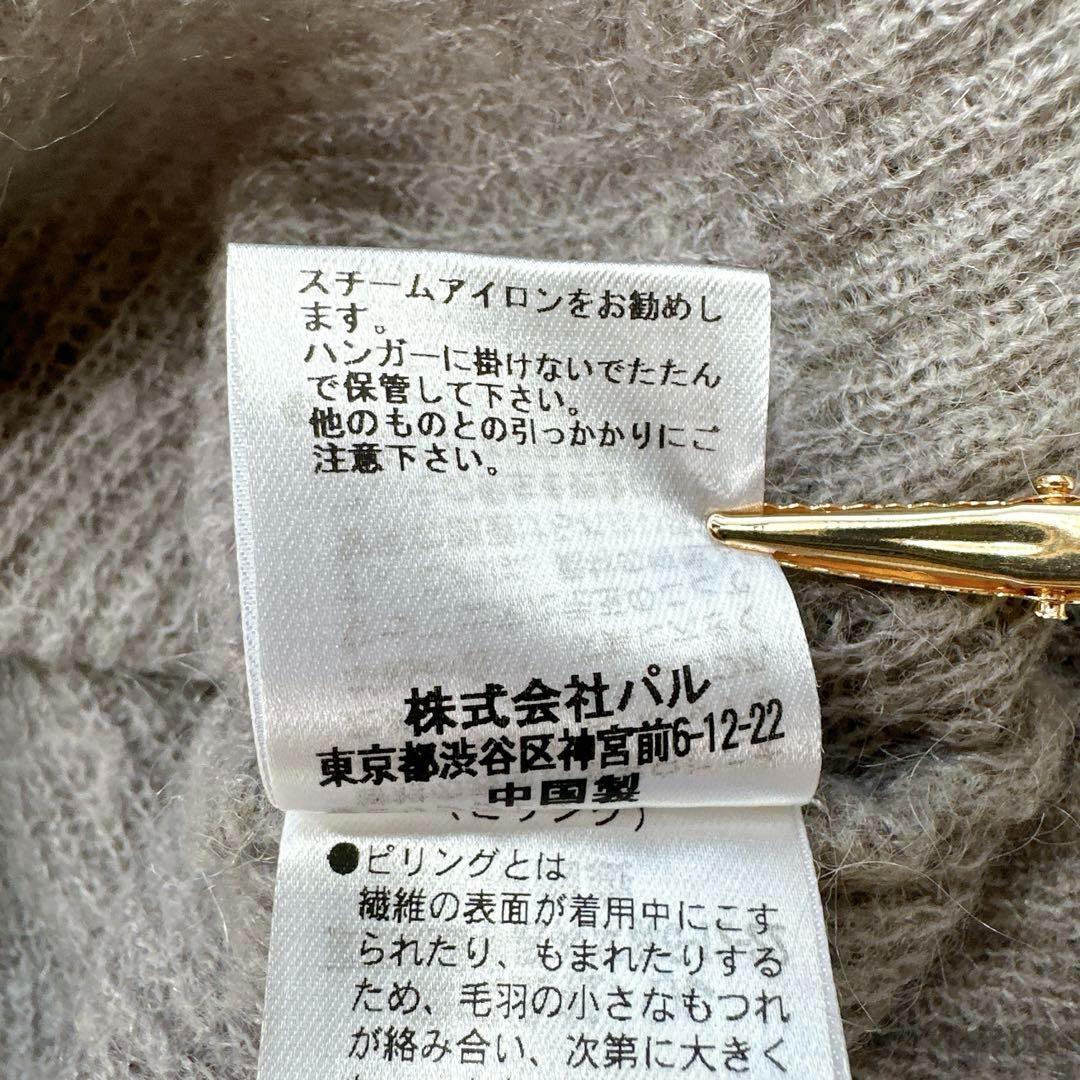 スチームアイロンをお勧めし
ます。
ハンガーに掛けないでたたん
で保管して下さい。
他のものとの引っかかりにご
注意下さい。
株式会社パル
東京都渋谷区神宮前6-12-22
中国製
●ピリングとは
繊維の表面が着用中にこす
られたり、もまれたりする
ため、毛羽の小さなもつれ
が絡み合い、次第に大きく